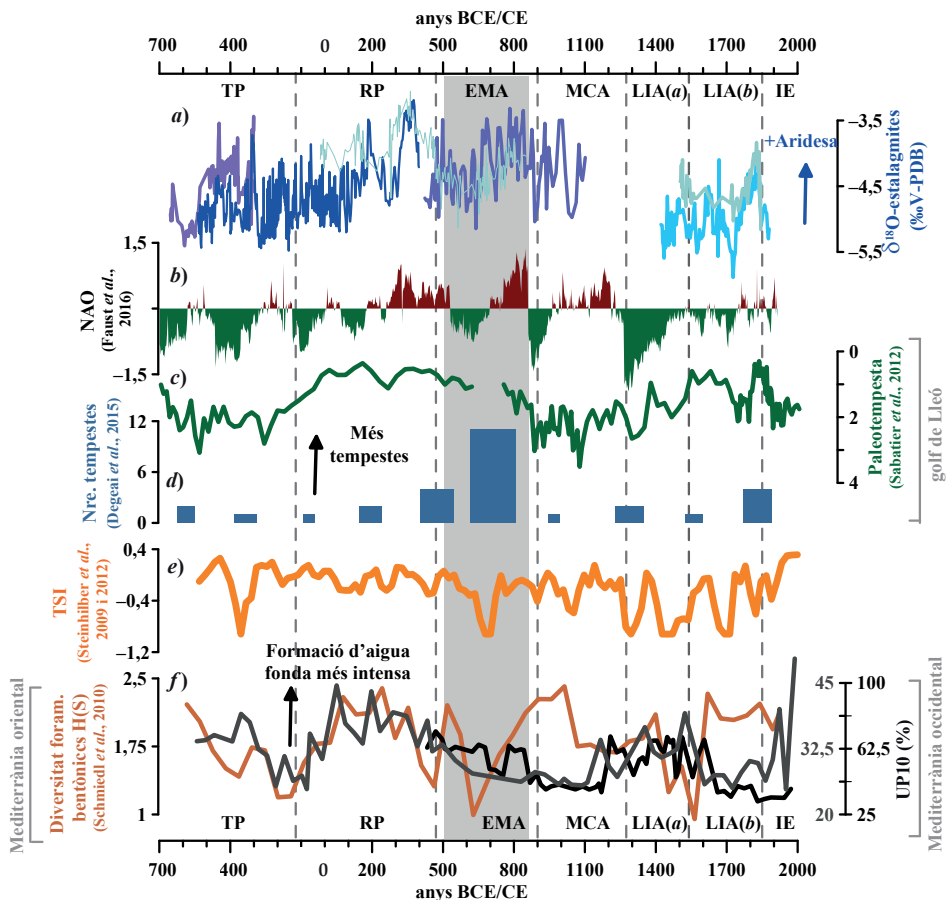 anys BCE/CE
700 400 0 200 500 800 1100 1400 1700 2000
TP RP EMA MCA LIA(a) LIA(b) IE
a)
+Aridesa
–3,5
–4,5
–5,5
δ¹⁸O-estalagmites
(‰V-PDB)
b)
1,5
0
–1,5
NAO
(Faust et al.,
2016)
c)
0
1
2
3
4
Paleotempesta
(Sabatier et al., 2012)
golf de Lleó
12
6
0
Nre. tempestes
(Degeai et al., 2015)
Més
tempestes
d)
e)
0,4
–0,4
–1,2
TSI
(Steinhilber et al.,
2009 i 2012)
Formació d'aigua
fonda més intensa
f)
2,5
1,75
1
Mediterrània oriental
Diversitat foram.
bentònics H(S)
(Schmiedl et al., 2010)
45
32.5
20
100
62.5
25
UP10 (%)
Mediterrània occidental
TP RP EMA MCA LIA(a) LIA(b) IE
700 400 0 200 500 800 1100 1400 1700 2000
anys BCE/CE